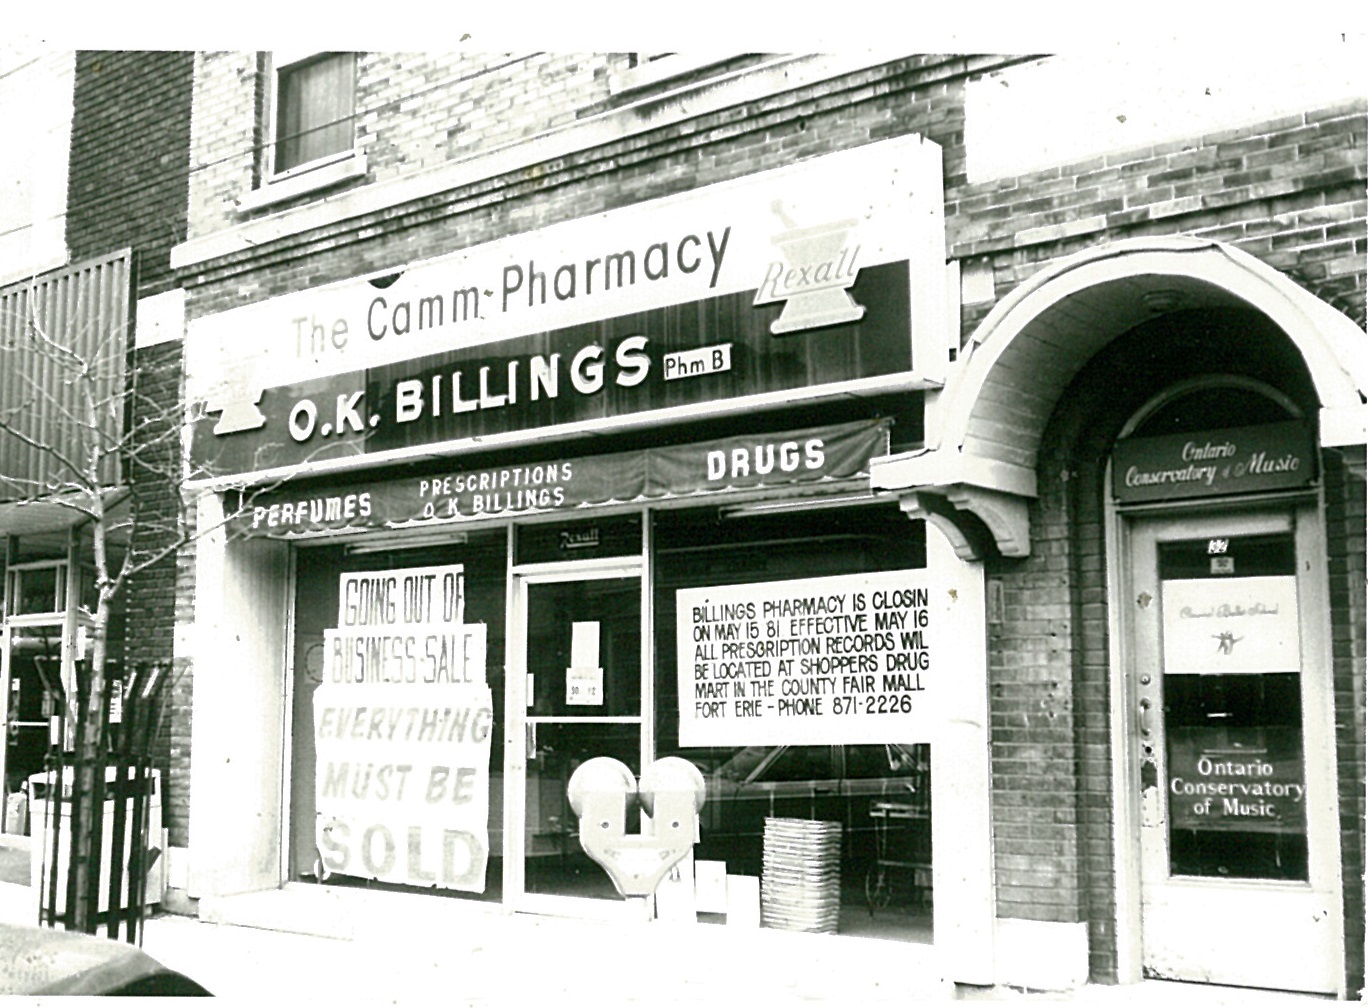 The Camm-Pharmacy
Rexall
O.K. BILLINGS Phm B
PERFUMES
PRESCRIPTIONS
O K BILLINGS
DRUGS
Rexall
GOING OUT OF
BUSINESS SALE
EVERYTHING
MUST BE
SOLD
BILLINGS PHARMACY IS CLOSIN
ON MAY 15 81 EFFECTIVE MAY 16
ALL PRESCRIPTION RECORDS WIL
BE LOCATED AT SHOPPERS DRUG
MART IN THE COUNTY FAIR MALL
FORT ERIE - PHONE 871-2226
Ontario
Conservatory of Music
32
Ontario
Conservatory
of Music